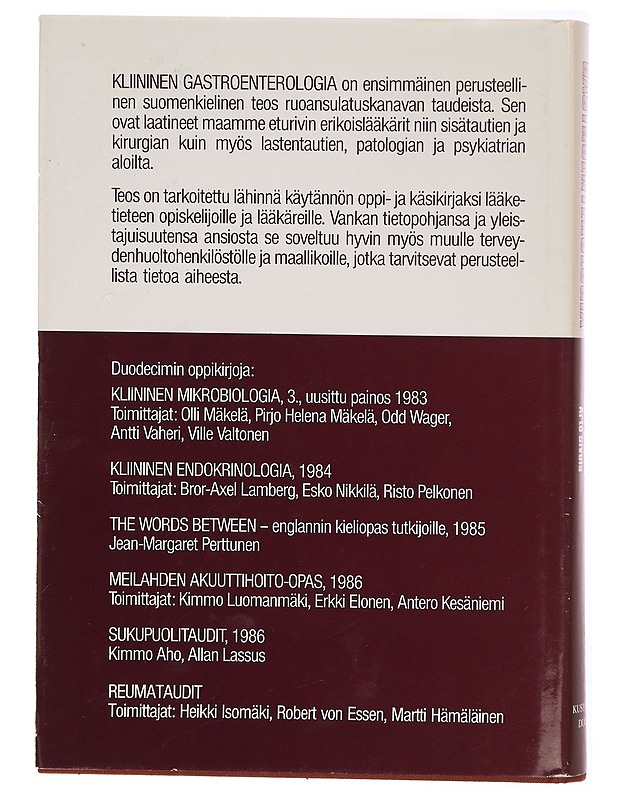 KLIININEN GASTROENTEROLOGIA on ensimmäinen perusteelli-
nen suomenkielinen teos ruoansulatuskanavan taudeista. Sen
ovat laatineet maamme eturivin erikoislääkärit niin sisätautien ja
kirurgian kuin myös lastentautien, patologian ja psykiatrian
aloilta.
Teos on tarkoitettu lähinnä käytännön oppi- ja käsikirjaksi lääke-
tieteen opiskelijoille ja lääkäreille. Vankan tietopohjansa ja yleis-
tajuisuutensa ansiosta se soveltuu hyvin myös muulle tervey-
denhuoltohenkilöstölle ja maallikoille, jotka tarvitsevat perusteel-
lista tietoa aiheesta.
Duodecimin oppikirjoja:
KLIININEN MIKROBIOLOGIA, 3., uusittu painos 1983
Toimittajat: Olli Mäkelä, Pirjo Helena Mäkelä, Odd Wager,
Antti Vaheri, Ville Valtonen
KLIININEN ENDOKRINOLOGIA, 1984
Toimittajat: Bror-Axel Lamberg, Esko Nikkilä, Risto Pelkonen
THE WORDS BETWEEN – englannin kieliopas tutkijoille, 1985
Jean-Margaret Perttunen
MEILAHDEN AKUUTTIHOITO-OPAS, 1986
Toimittajat: Kimmo Luomanmäki, Erkki Elonen, Antero Kesäniemi
SUKUPUOLITAUDIT, 1986
Kimmo Aho, Allan Lassus
REUMATAUDIT
Toimittajat: Heikki Isomäki, Robert von Essen, Martti Hämäläinen